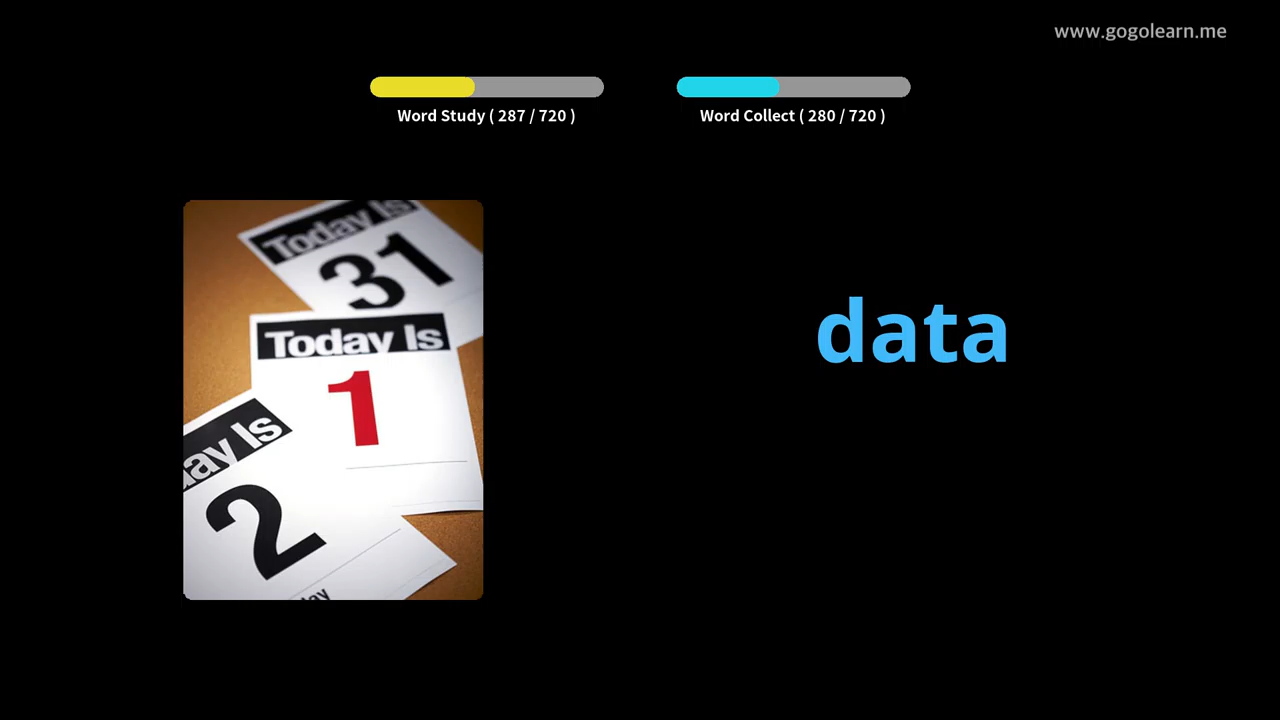 www.gogolearn.me
Word Study ( 287 / 720 )
Word Collect ( 280 / 720 )
Today Is
31
Today Is
1
ay Is
2
data